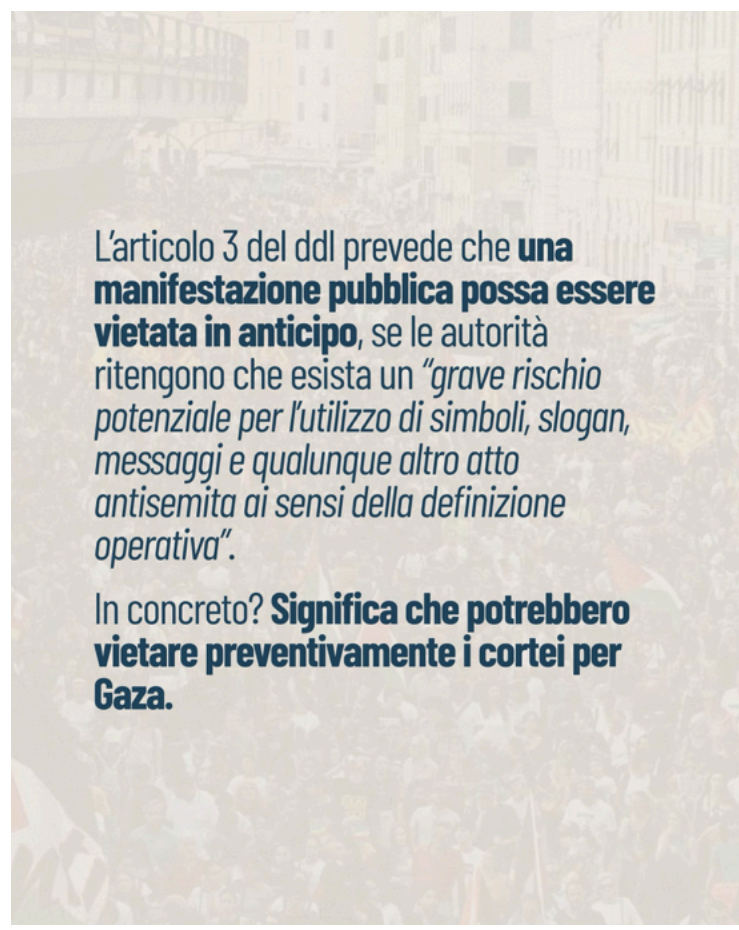 L’articolo 3 del ddl prevede che una
manifestazione pubblica possa essere
vietata in anticipo, se le autorità
ritengono che esista un “grave rischio
potenziale per l’utilizzo di simboli, slogan,
messaggi e qualunque altro atto
antisemita ai sensi della definizione
operativa”.
In concreto? Significa che potrebbero
vietare preventivamente i cortei per
Gaza.